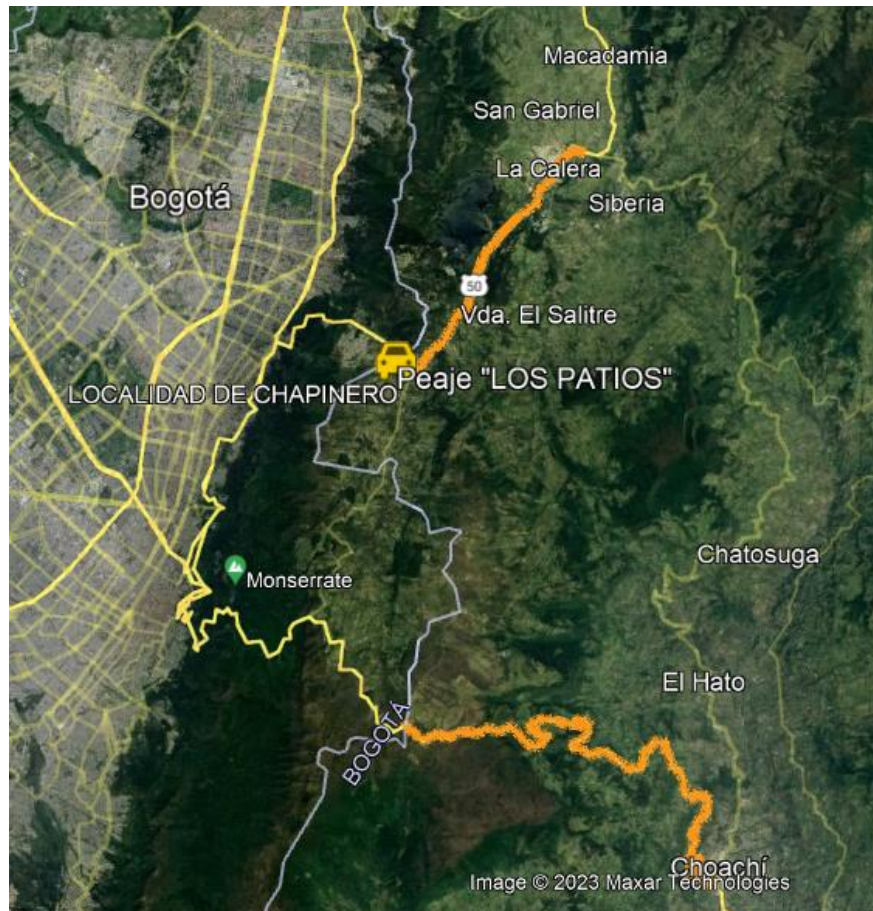 Macadamia
San Gabriel
La Calera
Bogotá
Siberia
50
Vda. El Salitre
Peaje "LOS PATIOS"
LOCALIDAD DE CHAPINERO
Chatosuga
Monserrate
El Hato
BOGOTÁ
Choachí
Image © 2023 Maxar Technologies